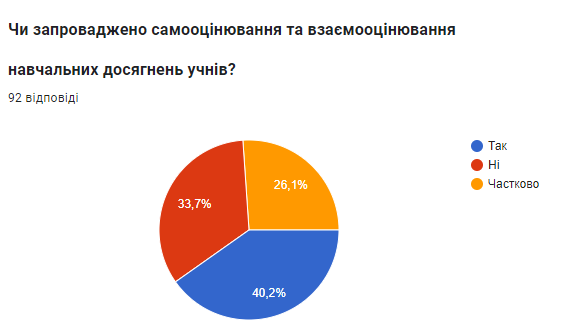 Чи запроваджено самооцінювання та взаємооцінювання
навчальних досягнень учнів?
92 відповіді
Так
Ні
Частково
26,1%
33,7%
40,2%